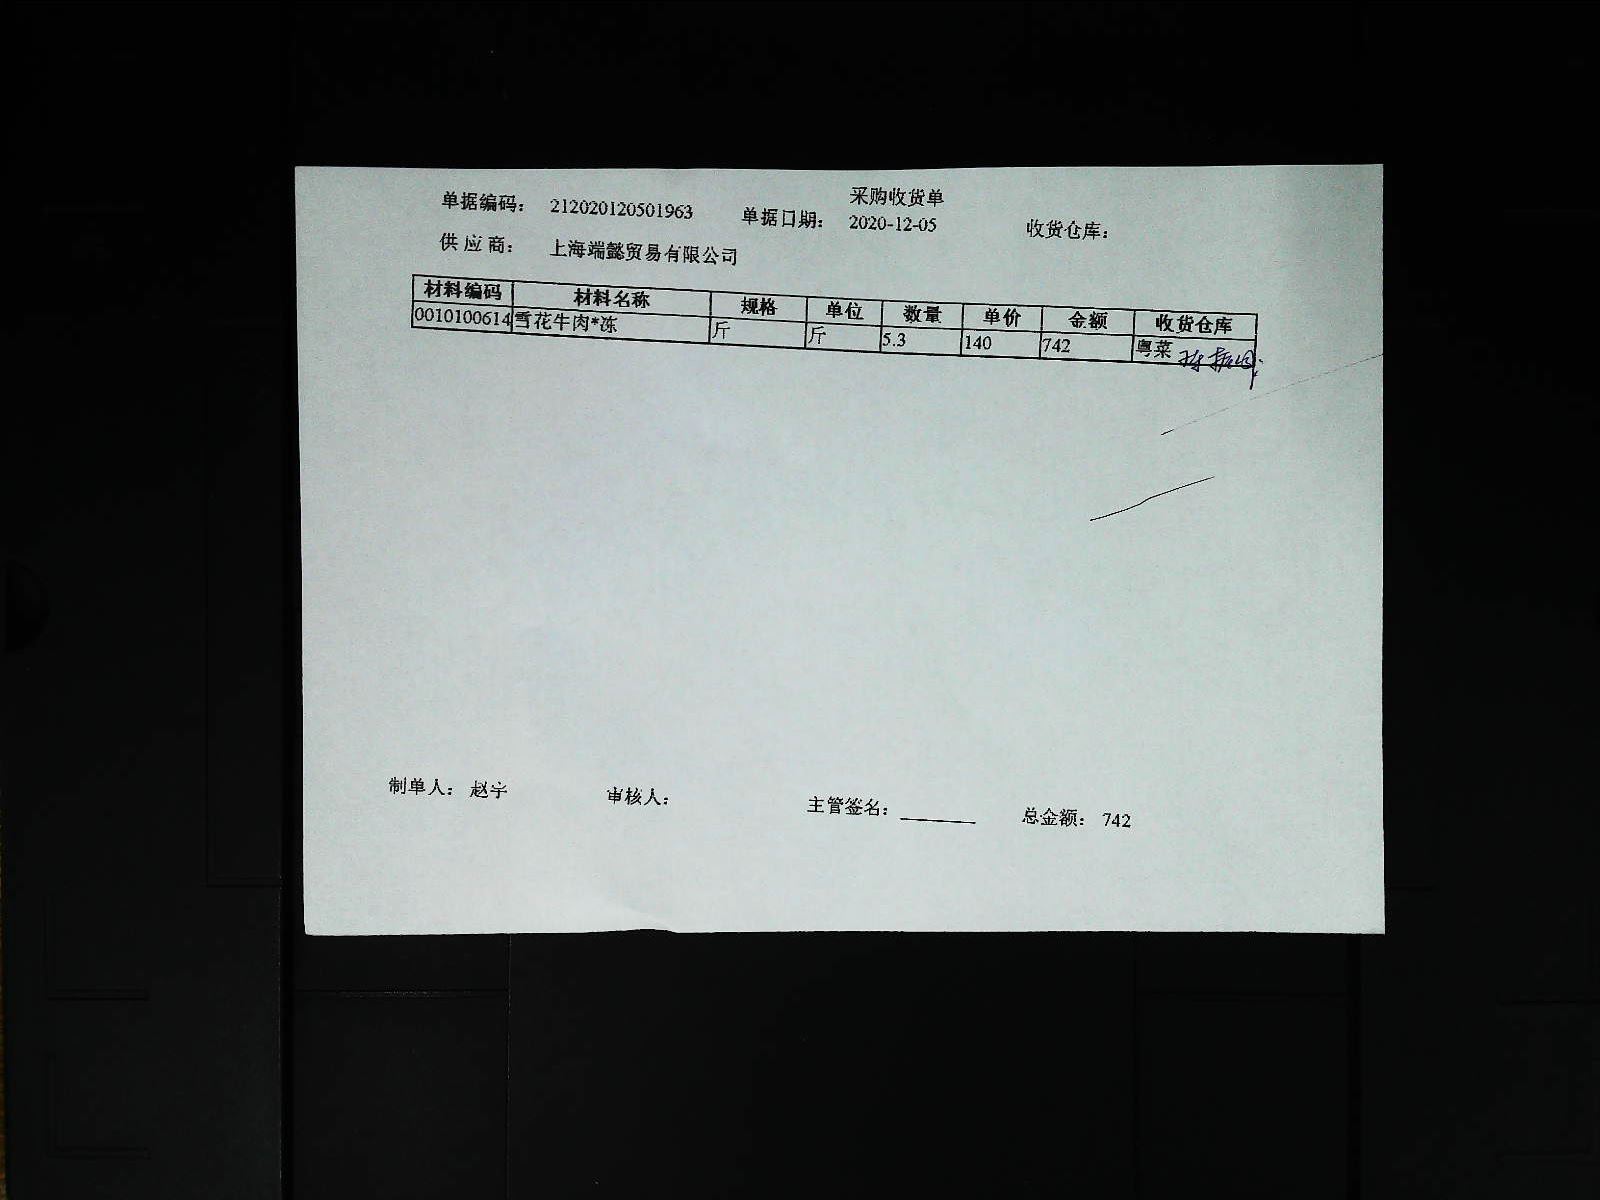 采购收货单
单据编码： 212020120501963 单据日期： 2020-12-05 收货仓库：
供 应 商： 上海端懿贸易有限公司
材料编码 材料名称 规格 单位 数量 单价 金额 收货仓库
0010100614 雪花牛肉*冻 斤 斤 5.3 140 742 粤菜
制单人： 赵宇 审核人： 主管签名： 总金额： 742